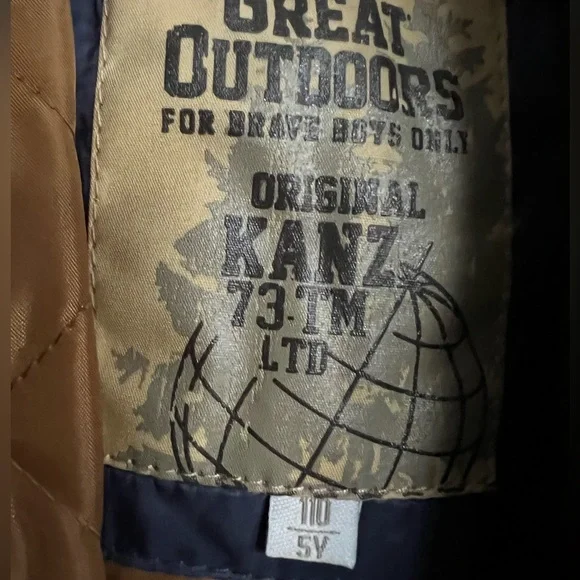 GREAT
OUTDOORS
FOR BRAVE BOYS ONLY
ORIGINAL
KANZ
73-TM
LTD
110
5Y